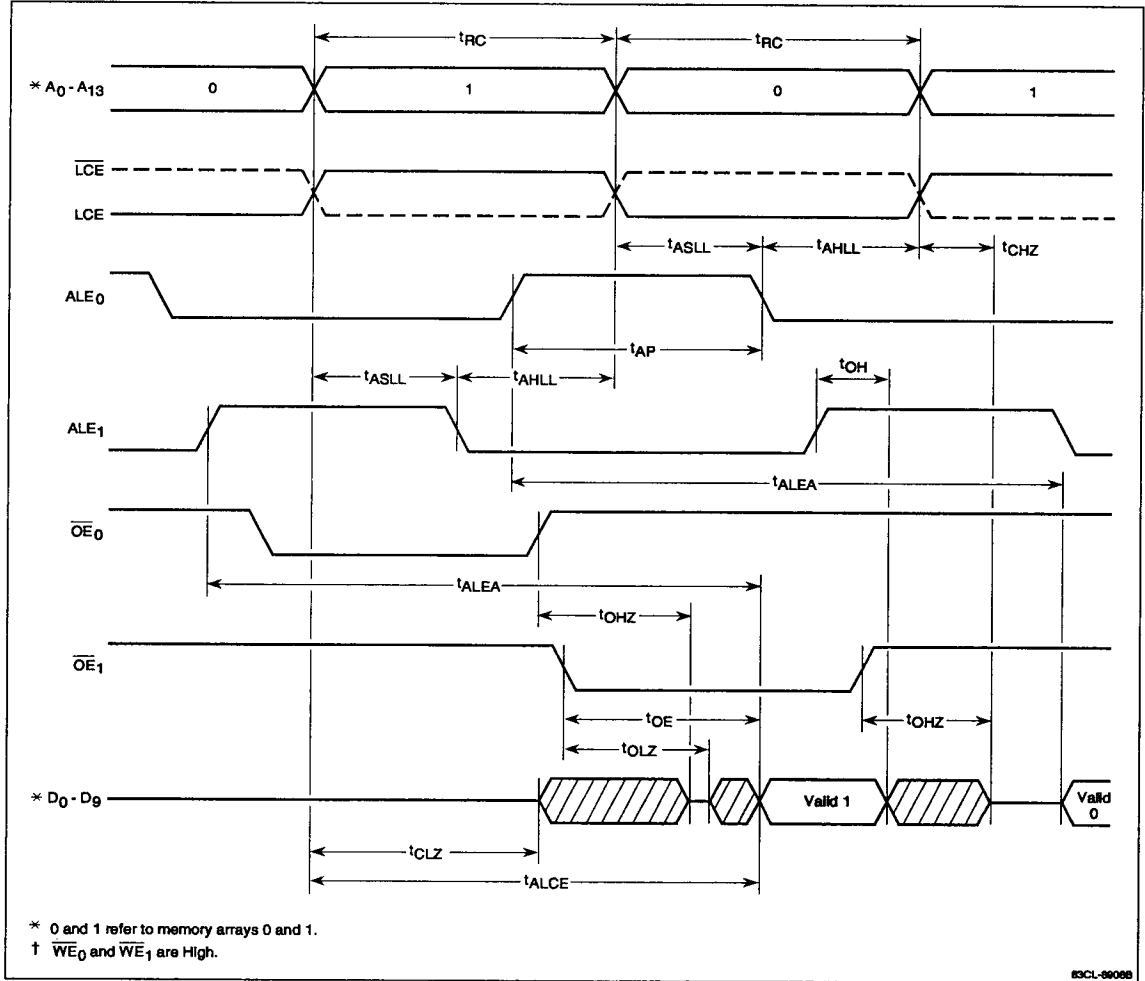 tRC tRC
* A0 - A13 0 1 0 1
LCE
LCE
tASLL tAHLL tCHZ
ALE0
tAP
tASLL tAHLL tOH
ALE1
tALEA
OE0
tALEA
tOHZ
OE1
tOE tOHZ
tOLZ
* D0 - D9 Valid 1 Valid 0
tCLZ
tALCE
* 0 and 1 refer to memory arrays 0 and 1.
† WE0 and WE1 are High.
83CL-8908B